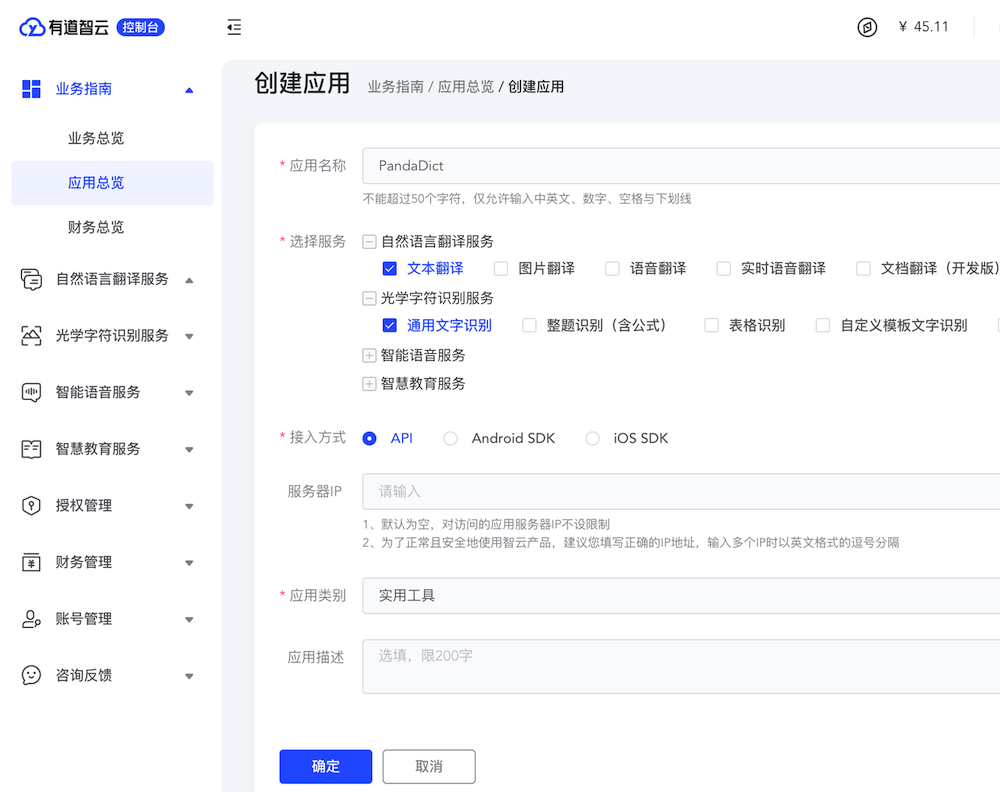 有道智云 控制台
¥ 45.11
业务指南
业务总览
应用总览
财务总览
自然语言翻译服务
光学字符识别服务
智能语音服务
智慧教育服务
授权管理
财务管理
账号管理
咨询反馈
创建应用 业务指南 / 应用总览 / 创建应用
* 应用名称 PandaDict
不能超过50个字符，仅允许输入中英文、数字、空格与下划线
* 选择服务 自然语言翻译服务
文本翻译 图片翻译 语音翻译 实时语音翻译 文档翻译（开发版）
光学字符识别服务
通用文字识别 整题识别（含公式） 表格识别 自定义模板文字识别
智能语音服务
智慧教育服务
* 接入方式 API Android SDK iOS SDK
服务器IP 请输入
1、默认为空，对访问的应用服务器IP不设限制
2、为了正常且安全地使用智云产品，建议您填写正确的IP地址，输入多个IP时以英文格式的逗号分隔
* 应用类别 实用工具
应用描述 选填，限200字
确定 取消